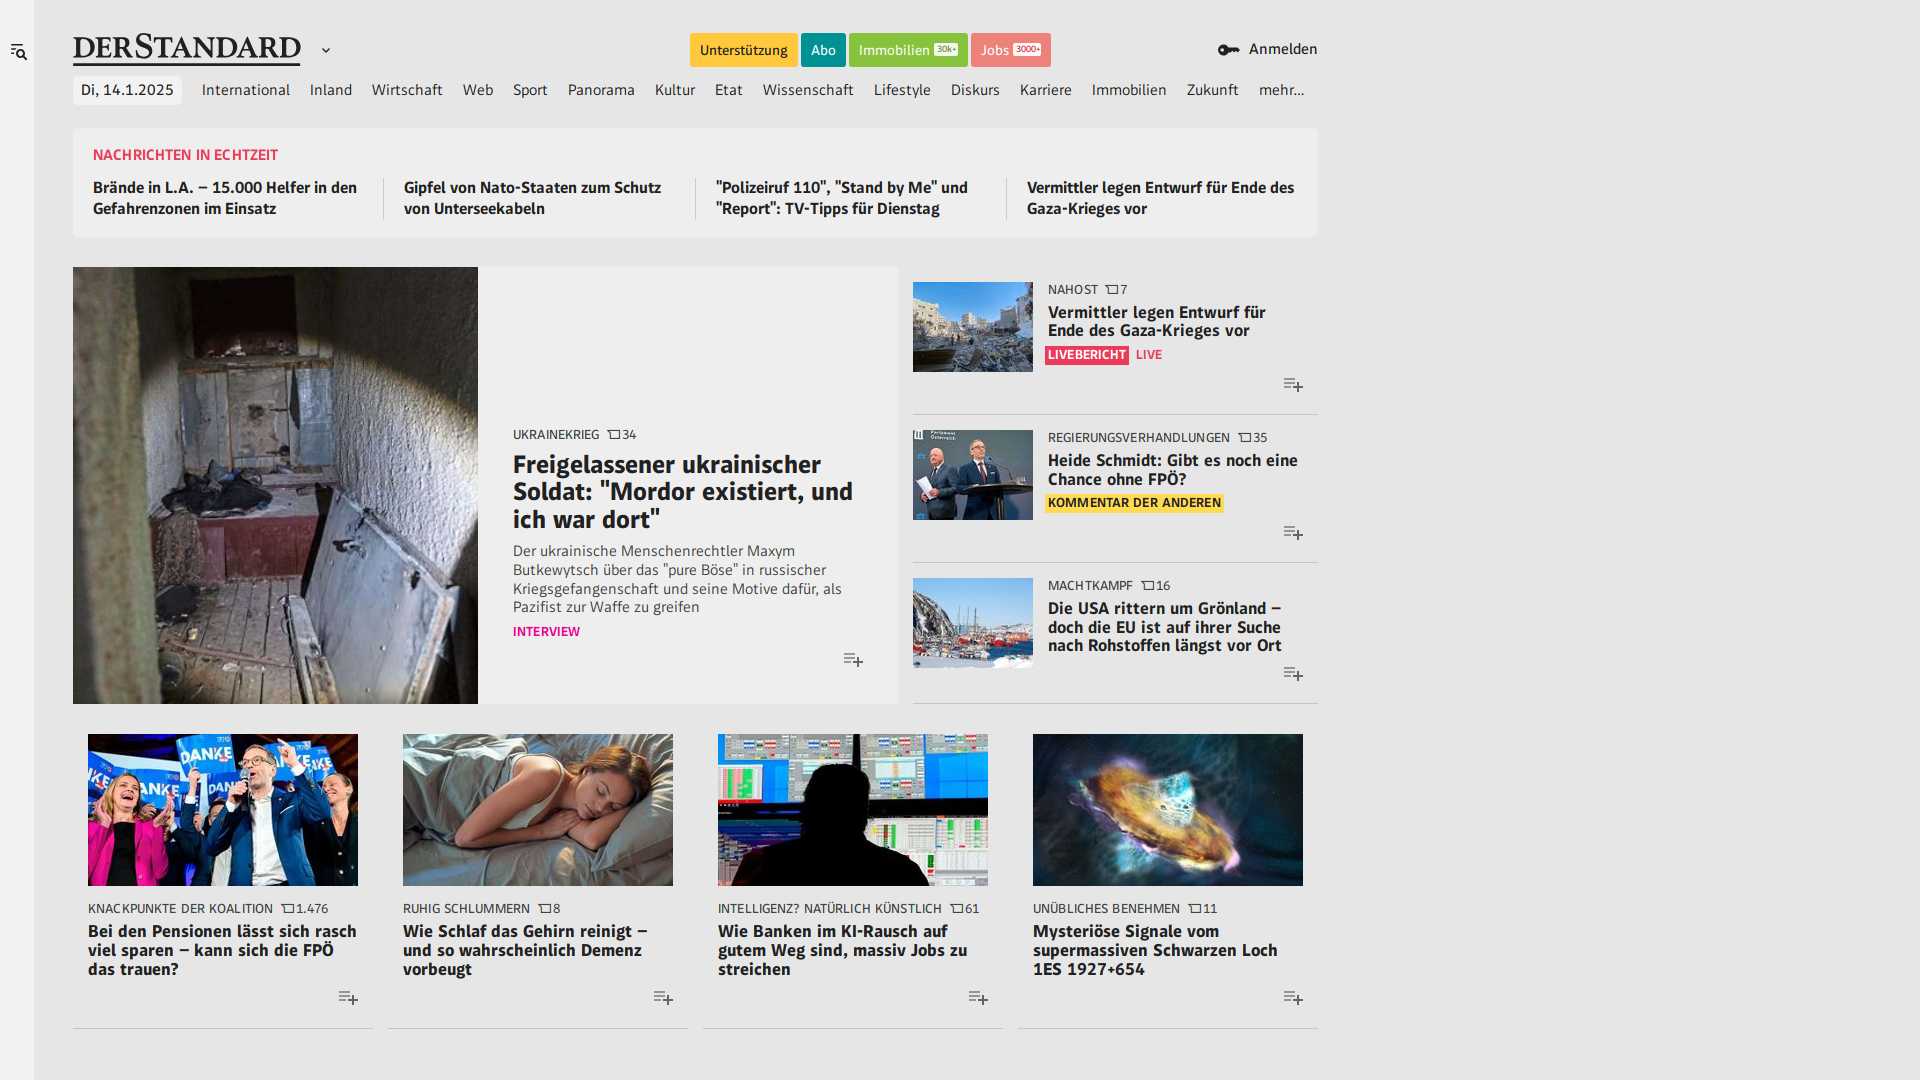 DERSTANDARD
Unterstützung
Abo
Immobilien 30k+
Jobs 3000+
Anmelden
Di, 14.1.2025
International
Inland
Wirtschaft
Web
Sport
Panorama
Kultur
Etat
Wissenschaft
Lifestyle
Diskurs
Karriere
Immobilien
Zukunft
mehr...
NACHRICHTEN IN ECHTZEIT
Brände in L.A. – 15.000 Helfer in den
Gefahrenzonen im Einsatz
Gipfel von Nato-Staaten zum Schutz
von Unterseekabeln
"Polizeiruf 110", "Stand by Me" und
"Report": TV-Tipps für Dienstag
Vermittler legen Entwurf für Ende des
Gaza-Krieges vor
UKRAINEKRIEG 34
Freigelassener ukrainischer
Soldat: "Mordor existiert, und
ich war dort"
Der ukrainische Menschenrechtler Maxym
Butkewytsch über das "pure Böse" in russischer
Kriegsgefangenschaft und seine Motive dafür, als
Pazifist zur Waffe zu greifen
INTERVIEW
NAHOST 7
Vermittler legen Entwurf für
Ende des Gaza-Krieges vor
LIVEBERICHT LIVE
Parlament
Österreich
REGIERUNGSVERHANDLUNGEN 35
Heide Schmidt: Gibt es noch eine
Chance ohne FPÖ?
KOMMENTAR DER ANDEREN
MACHTKAMPF 16
Die USA rittern um Grönland –
doch die EU ist auf ihrer Suche
nach Rohstoffen längst vor Ort
DANKE
DANKE
KNACKPUNKTE DER KOALITION 1.476
Bei den Pensionen lässt sich rasch
viel sparen – kann sich die FPÖ
das trauen?
RUHIG SCHLUMMERN 8
Wie Schlaf das Gehirn reinigt –
und so wahrscheinlich Demenz
vorbeugt
INTELLIGENZ? NATÜRLICH KÜNSTLICH 61
Wie Banken im KI-Rausch auf
gutem Weg sind, massiv Jobs zu
streichen
UNÜBLICHES BENEHMEN 11
Mysteriöse Signale vom
supermassiven Schwarzen Loch
1ES 1927+654